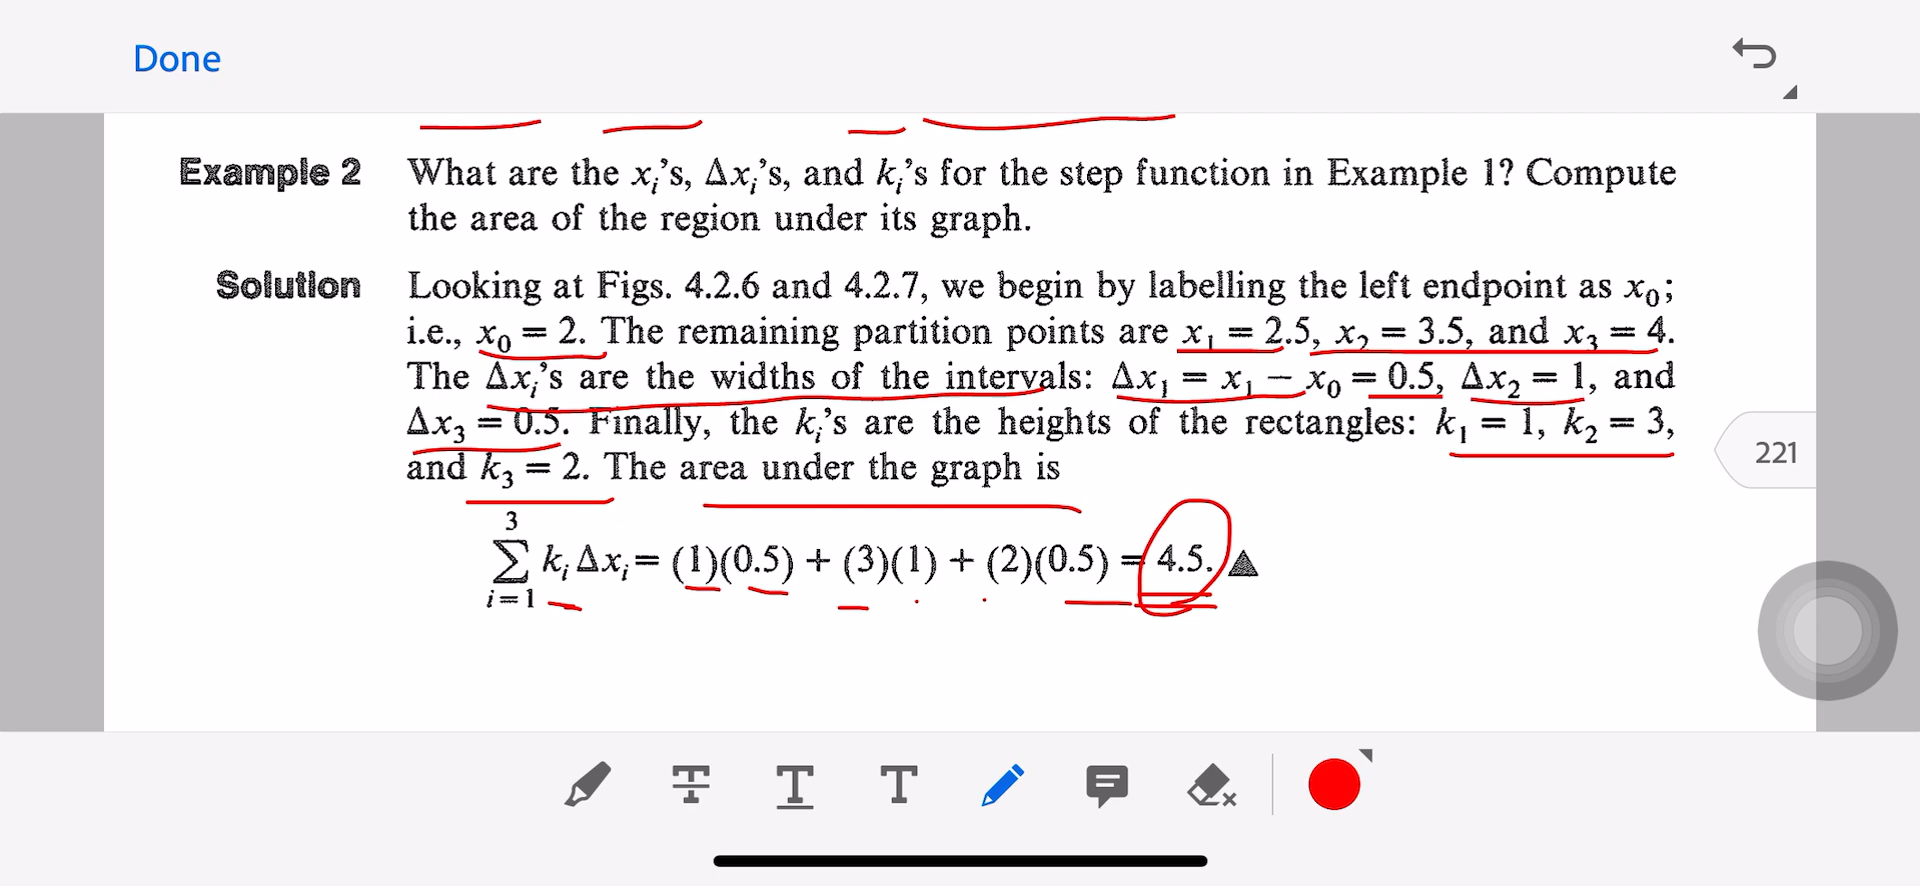 Done
Example 2 What are the xᵢ's, Δxᵢ's, and kᵢ's for the step function in Example 1? Compute
the area of the region under its graph.
Solution Looking at Figs. 4.2.6 and 4.2.7, we begin by labelling the left endpoint as x₀;
i.e., x₀ = 2. The remaining partition points are x₁ = 2.5, x₂ = 3.5, and x₃ = 4.
The Δxᵢ's are the widths of the intervals: Δx₁ = x₁ − x₀ = 0.5, Δx₂ = 1, and
Δx₃ = 0.5. Finally, the kᵢ's are the heights of the rectangles: k₁ = 1, k₂ = 3,
221
and k₃ = 2. The area under the graph is
3
∑ kᵢ Δxᵢ = (1)(0.5) + (3)(1) + (2)(0.5) = 4.5. ▲
i = 1
T T T